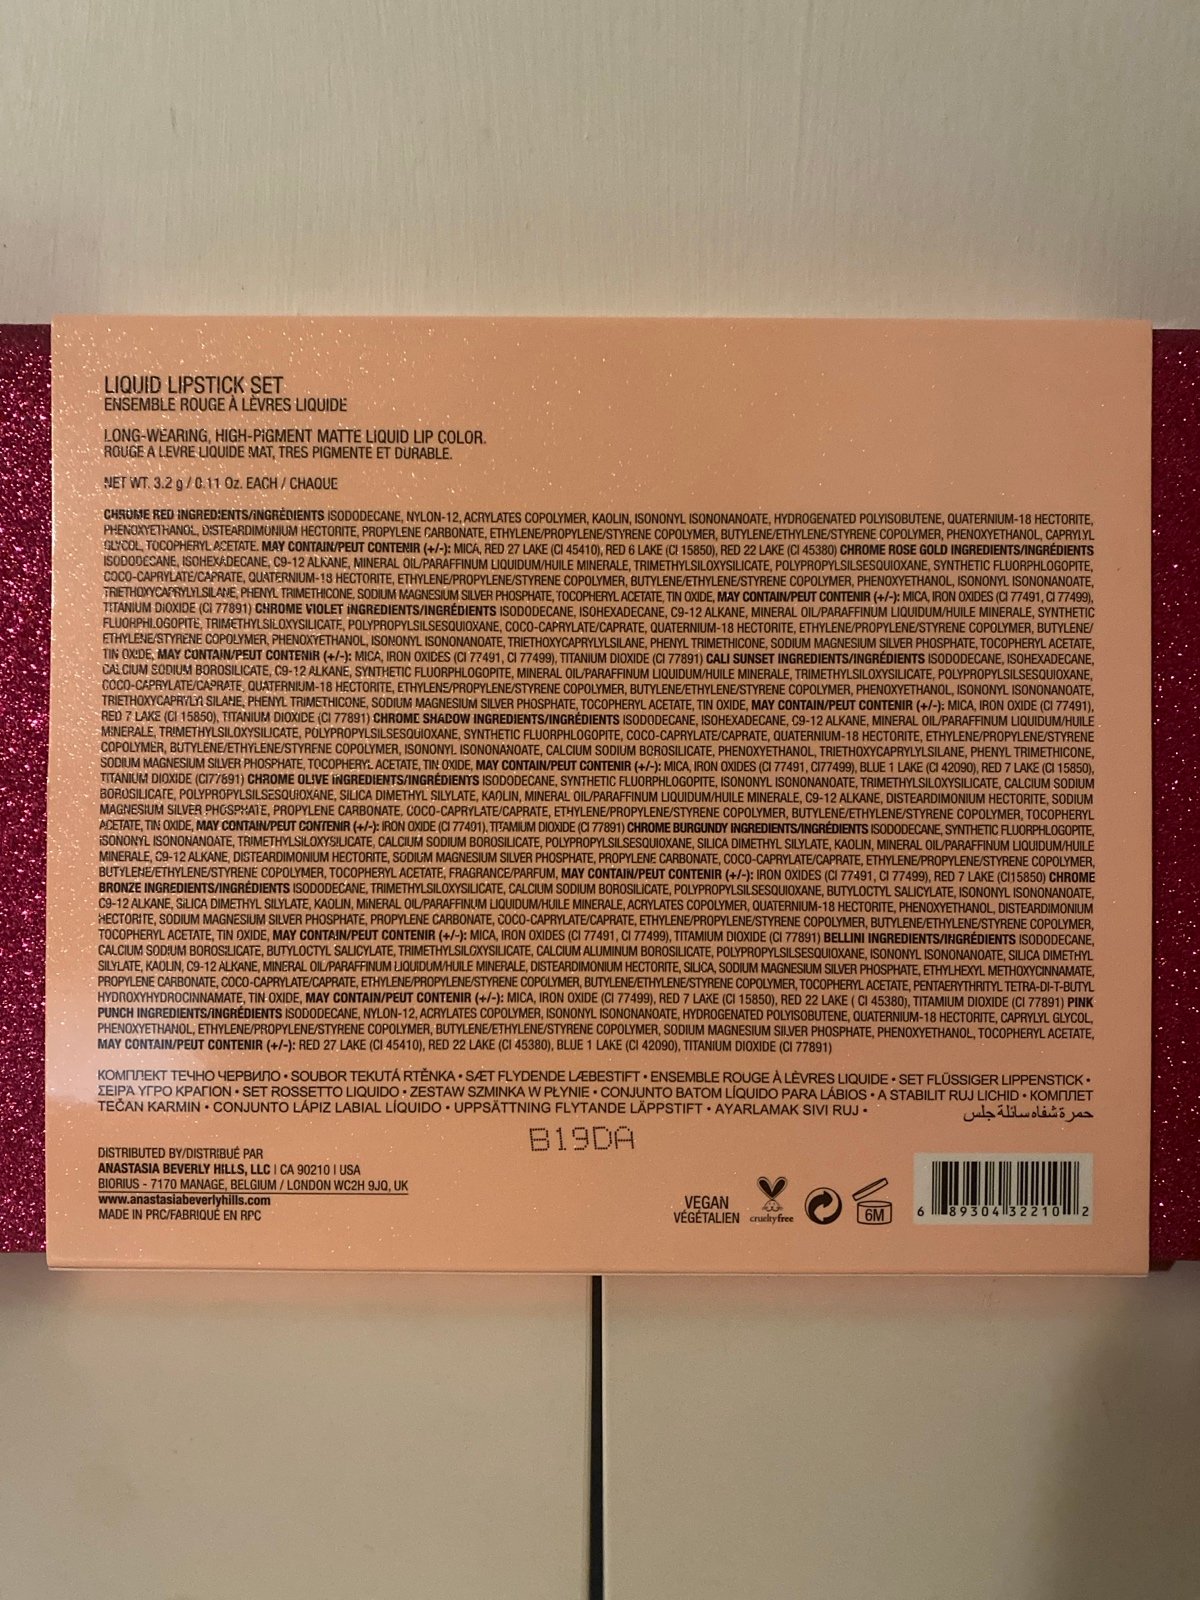 LIQUID LIPSTICK SET
ENSEMBLE ROUGE À LÈVRES LIQUIDE
LONG-WEARING, HIGH-PIGMENT MATTE LIQUID LIP COLOR.
ROUGE A LEVRE LIQUIDE MAT, TRES PIGMENTE ET DURABLE.
NET WT. 3.2 g / 0.11 Oz. EACH / CHAQUE
CHROME RED INGREDIENTS/INGRÉDIENTS ISODODECANE, NYLON-12, ACRYLATES COPOLYMER, KAOLIN, ISONONYL ISONONANOATE, HYDROGENATED POLYISOBUTENE, QUATERNIUM-18 HECTORITE,
PHENOXYETHANOL, DISTEARDIMONIUM HECTORITE, PROPYLENE CARBONATE, ETHYLENE/PROPYLENE/STYRENE COPOLYMER, BUTYLENE/ETHYLENE/STYRENE COPOLYMER, PHENOXYETHANOL, CAPRYLYL
GLYCOL, TOCOPHERYL ACETATE. MAY CONTAIN/PEUT CONTENIR (+/-): MICA, RED 27 LAKE (CI 45410), RED 6 LAKE (CI 15850), RED 22 LAKE (CI 45380) CHROME ROSE GOLD INGREDIENTS/INGRÉDIENTS
ISODODECANE, ISOHEXADECANE, C9-12 ALKANE, MINERAL OIL/PARAFFINUM LIQUIDUM/HUILE MINERALE, TRIMETHYLSILOXYSILICATE, POLYPROPYLSILSESQUIOXANE, SYNTHETIC FLUORPHLOGOPITE,
COCO-CAPRYLATE/CAPRATE, QUATERNIUM-18 HECTORITE, ETHYLENE/PROPYLENE/STYRENE COPOLYMER, BUTYLENE/ETHYLENE/STYRENE COPOLYMER, PHENOXYETHANOL, ISONONYL ISONONANOATE,
TRIETHOXYCAPRYLYLSILANE, PHENYL TRIMETHICONE, SODIUM MAGNESIUM SILVER PHOSPHATE, TOCOPHERYL ACETATE, TIN OXIDE, MAY CONTAIN/PEUT CONTENIR (+/-): MICA, IRON OXIDES (CI 77491, CI 77499),
TITANIUM DIOXIDE (CI 77891) CHROME VIOLET INGREDIENTS/INGRÉDIENTS ISODODECANE, ISOHEXADECANE, C9-12 ALKANE, MINERAL OIL/PARAFFINUM LIQUIDUM/HUILE MINERALE, SYNTHETIC
FLUORPHLOGOPITE, TRIMETHYLSILOXYSILICATE, POLYPROPYLSILSESQUIOXANE, COCO-CAPRYLATE/CAPRATE, QUATERNIUM-18 HECTORITE, ETHYLENE/PROPYLENE/STYRENE COPOLYMER, BUTYLENE/
ETHYLENE/STYRENE COPOLYMER, PHENOXYETHANOL, ISONONYL ISONONANOATE, TRIETHOXYCAPRYLYLSILANE, PHENYL TRIMETHICONE, SODIUM MAGNESIUM SILVER PHOSPHATE, TOCOPHERYL ACETATE,
TIN OXIDE, MAY CONTAIN/PEUT CONTENIR (+/-): MICA, IRON OXIDES (CI 77491, CI 77499), TITANIUM DIOXIDE (CI 77891) CALI SUNSET INGREDIENTS/INGRÉDIENTS ISODODECANE, ISOHEXADECANE,
CALCIUM SODIUM BOROSILICATE, C9-12 ALKANE, SYNTHETIC FLUORPHLOGOPITE, MINERAL OIL/PARAFFINUM LIQUIDUM/HUILE MINERALE, TRIMETHYLSILOXYSILICATE, POLYPROPYLSILSESQUIOXANE,
COCO-CAPRYLATE/CAPRATE, QUATERNIUM-18 HECTORITE, ETHYLENE/PROPYLENE/STYRENE COPOLYMER, BUTYLENE/ETHYLENE/STYRENE COPOLYMER, PHENOXYETHANOL, ISONONYL ISONONANOATE,
TRIETHOXYCAPRYLYLSILANE, PHENYL TRIMETHICONE, SODIUM MAGNESIUM SILVER PHOSPHATE, TOCOPHERYL ACETATE, TIN OXIDE, MAY CONTAIN/PEUT CONTENIR (+/-): MICA, IRON OXIDE (CI 77491),
RED 7 LAKE (CI 15850), TITANIUM DIOXIDE (CI 77891) CHROME SHADOW INGREDIENTS/INGRÉDIENTS ISODODECANE, ISOHEXADECANE, C9-12 ALKANE, MINERAL OIL/PARAFFINUM LIQUIDUM/HUILE
MINERALE, TRIMETHYLSILOXYSILICATE, POLYPROPYLSILSESQUIOXANE, SYNTHETIC FLUORPHLOGOPITE, COCO-CAPRYLATE/CAPRATE, QUATERNIUM-18 HECTORITE, ETHYLENE/PROPYLENE/STYRENE
COPOLYMER, BUTYLENE/ETHYLENE/STYRENE COPOLYMER, ISONONYL ISONONANOATE, CALCIUM SODIUM BOROSILICATE, PHENOXYETHANOL, TRIETHOXYCAPRYLYLSILANE, PHENYL TRIMETHICONE,
SODIUM MAGNESIUM SILVER PHOSPHATE, TOCOPHERYL ACETATE, TIN OXIDE, MAY CONTAIN/PEUT CONTENIR (+/-): MICA, IRON OXIDES (CI 77491, CI77499), BLUE 1 LAKE (CI 42090), RED 7 LAKE (CI 15850),
TITANIUM DIOXIDE (CI77891) CHROME OLIVE INGREDIENTS/INGRÉDIENTS ISODODECANE, SYNTHETIC FLUORPHLOGOPITE, ISONONYL ISONONANOATE, TRIMETHYLSILOXYSILICATE, CALCIUM SODIUM
BOROSILICATE, POLYPROPYLSILSESQUIOXANE, SILICA DIMETHYL SILYLATE, KAOLIN, MINERAL OIL/PARAFFINUM LIQUIDUM/HUILE MINERALE, C9-12 ALKANE, DISTEARDIMONIUM HECTORITE, SODIUM
MAGNESIUM SILVER PHOSPHATE, PROPYLENE CARBONATE, COCO-CAPRYLATE/CAPRATE, ETHYLENE/PROPYLENE/STYRENE COPOLYMER, BUTYLENE/ETHYLENE/STYRENE COPOLYMER, TOCOPHERYL
ACETATE, TIN OXIDE, MAY CONTAIN/PEUT CONTENIR (+/-): IRON OXIDE (CI 77491), TITAMIUM DIOXIDE (CI 77891) CHROME BURGUNDY INGREDIENTS/INGRÉDIENTS ISODODECANE, SYNTHETIC FLUORPHLOGOPITE,
ISONONYL ISONONANOATE, TRIMETHYLSILOXYSILICATE, CALCIUM SODIUM BOROSILICATE, POLYPROPYLSILSESQUIOXANE, SILICA DIMETHYL SILYLATE, KAOLIN, MINERAL OIL/PARAFFINUM LIQUIDUM/HUILE
MINERALE, C9-12 ALKANE, DISTEARDIMONIUM HECTORITE, SODIUM MAGNESIUM SILVER PHOSPHATE, PROPYLENE CARBONATE, COCO-CAPRYLATE/CAPRATE, ETHYLENE/PROPYLENE/STYRENE COPOLYMER,
BUTYLENE/ETHYLENE/STYRENE COPOLYMER, TOCOPHERYL ACETATE, FRAGRANCE/PARFUM, MAY CONTAIN/PEUT CONTENIR (+/-): IRON OXIDES (CI 77491, CI 77499), RED 7 LAKE (CI15850) CHROME
BRONZE INGREDIENTS/INGRÉDIENTS ISODODECANE, TRIMETHYLSILOXYSILICATE, CALCIUM SODIUM BOROSILICATE, POLYPROPYLSILSESQUIOXANE, BUTYLOCTYL SALICYLATE, ISONONYL ISONONANOATE,
C9-12 ALKANE, SILICA DIMETHYL SILYLATE, KAOLIN, MINERAL OIL/PARAFFINUM LIQUIDUM/HUILE MINERALE, ACRYLATES COPOLYMER, QUATERNIUM-18 HECTORITE, PHENOXYETHANOL, DISTEARDIMONIUM
HECTORITE, SODIUM MAGNESIUM SILVER PHOSPHATE, PROPYLENE CARBONATE, COCO-CAPRYLATE/CAPRATE, ETHYLENE/PROPYLENE/STYRENE COPOLYMER, BUTYLENE/ETHYLENE/STYRENE COPOLYMER,
TOCOPHERYL ACETATE, TIN OXIDE, MAY CONTAIN/PEUT CONTENIR (+/-): MICA, IRON OXIDES (CI 77491, CI 77499), TITAMIUM DIOXIDE (CI 77891) BELLINI INGREDIENTS/INGRÉDIENTS ISODODECANE,
CALCIUM SODIUM BOROSILICATE, BUTYLOCTYL SALICYLATE, TRIMETHYLSILOXYSILICATE, CALCIUM ALUMINUM BOROSILICATE, POLYPROPYLSILSESQUIOXANE, ISONONYL ISONONANOATE, SILICA DIMETHYL
SILYLATE, KAOLIN, C9-12 ALKANE, MINERAL OIL/PARAFFINUM LIQUIDUM/HUILE MINERALE, DISTEARDIMONIUM HECTORITE, SILICA, SODIUM MAGNESIUM SILVER PHOSPHATE, ETHYLHEXYL METHOXYCINNAMATE,
PROPYLENE CARBONATE, COCO-CAPRYLATE/CAPRATE, ETHYLENE/PROPYLENE/STYRENE COPOLYMER, BUTYLENE/ETHYLENE/STYRENE COPOLYMER, TOCOPHERYL ACETATE, PENTAERYTHRITYL TETRA-DI-T-BUTYL
HYDROXYHYDROCINNAMATE, TIN OXIDE, MAY CONTAIN/PEUT CONTENIR (+/-): MICA, IRON OXIDE (CI 77499), RED 7 LAKE (CI 15850), RED 22 LAKE ( CI 45380), TITAMIUM DIOXIDE (CI 77891) PINK
PUNCH INGREDIENTS/INGRÉDIENTS ISODODECANE, NYLON-12, ACRYLATES COPOLYMER, ISONONYL ISONONANOATE, HYDROGENATED POLYISOBUTENE, QUATERNIUM-18 HECTORITE, CAPRYLYL GLYCOL,
PHENOXYETHANOL, ETHYLENE/PROPYLENE/STYRENE COPOLYMER, BUTYLENE/ETHYLENE/STYRENE COPOLYMER, SODIUM MAGNESIUM SILVER PHOSPHATE, PHENOXYETHANOL, TOCOPHERYL ACETATE,
MAY CONTAIN/PEUT CONTENIR (+/-): RED 27 LAKE (CI 45410), RED 22 LAKE (CI 45380), BLUE 1 LAKE (CI 42090), TITANIUM DIOXIDE (CI 77891)
КОМПЛЕКТ ТЕЧНО ЧЕРВИЛО • SOUBOR TEKUTÁ RTĚNKA • SÆT FLYDENDE LÆBESTIFT • ENSEMBLE ROUGE À LÈVRES LIQUIDE • SET FLÜSSIGER LIPPENSTICK •
ΣΕΙΡΆ ΥΓΡΟ ΚΡΑΓΙΟΝ • SET ROSSETTO LIQUIDO • ZESTAW SZMINKA W PŁYNIE • CONJUNTO BATOM LÍQUIDO PARA LÁBIOS • A STABILIT RUJ LICHID • КОМПЛЕТ
TEČAN KARMIN • CONJUNTO LÁPIZ LABIAL LÍQUIDO • UPPSÄTTNING FLYTANDE LÄPPSTIFT • AYARLAMAK SIVI RUJ • حمرة شفاه سائلة جلس
B19DA
DISTRIBUTED BY/DISTRIBUÉ PAR
ANASTASIA BEVERLY HILLS, LLC | CA 90210 | USA
BIORIUS - 7170 MANAGE, BELGIUM / LONDON WC2H 9JQ, UK
www.anastasiabeverlyhills.com
MADE IN PRC/FABRIQUÉ EN RPC
VEGAN
VÉGÉTALIEN
crueltyfree
6M
6 89304 32210 2